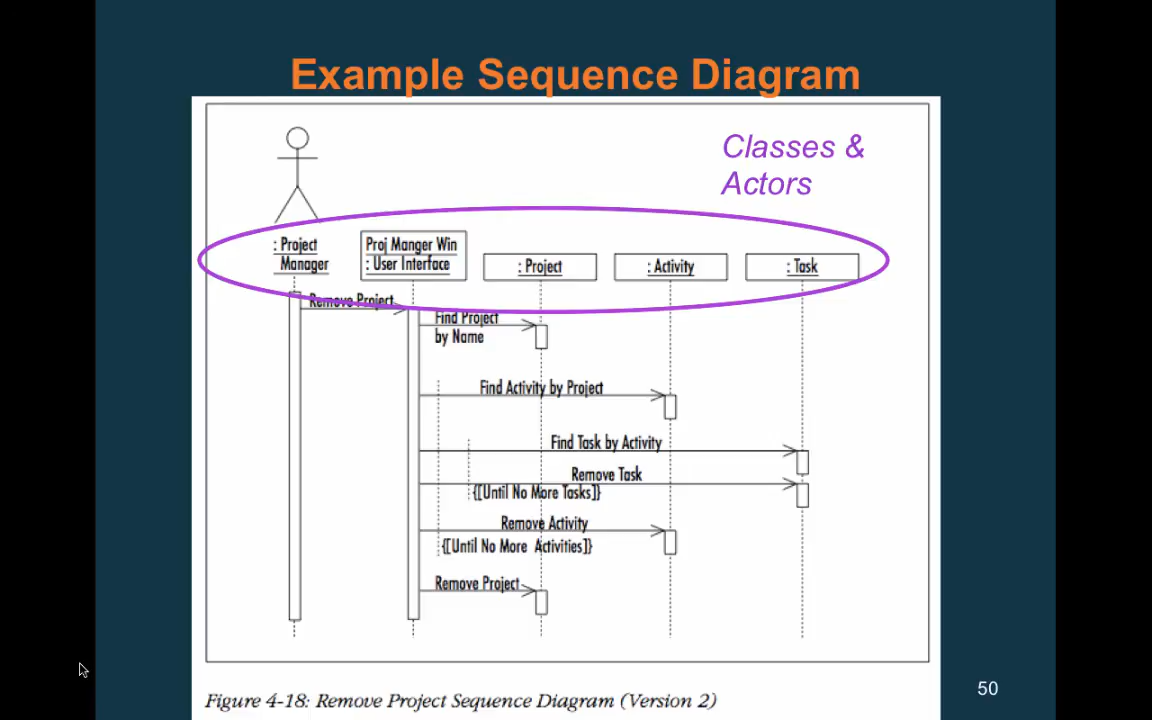 Example Sequence Diagram
Classes &
Actors
: Project
Manager
Proj Manger Win
: User Interface
: Project
: Activity
: Task
Remove Project
Find Project
by Name
Find Activity by Project
Find Task by Activity
Remove Task
{[Until No More Tasks]}
Remove Activity
{[Until No More Activities]}
Remove Project
Figure 4-18: Remove Project Sequence Diagram (Version 2)
50